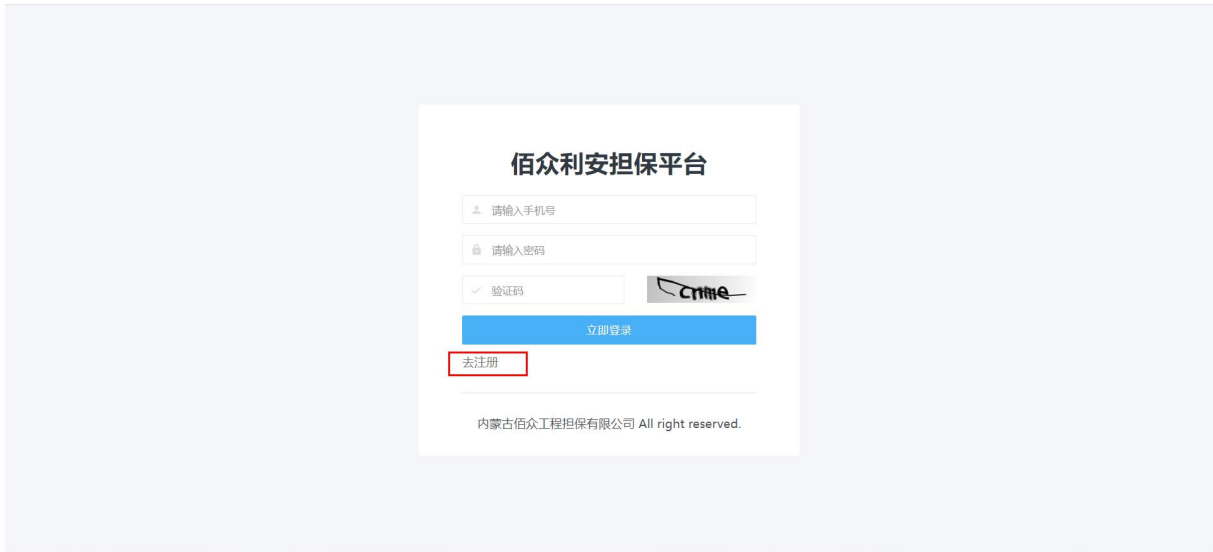 佰众利安担保平台
请输入手机号
请输入密码
验证码
立即登录
去注册
内蒙古佰众工程担保有限公司 All right reserved.